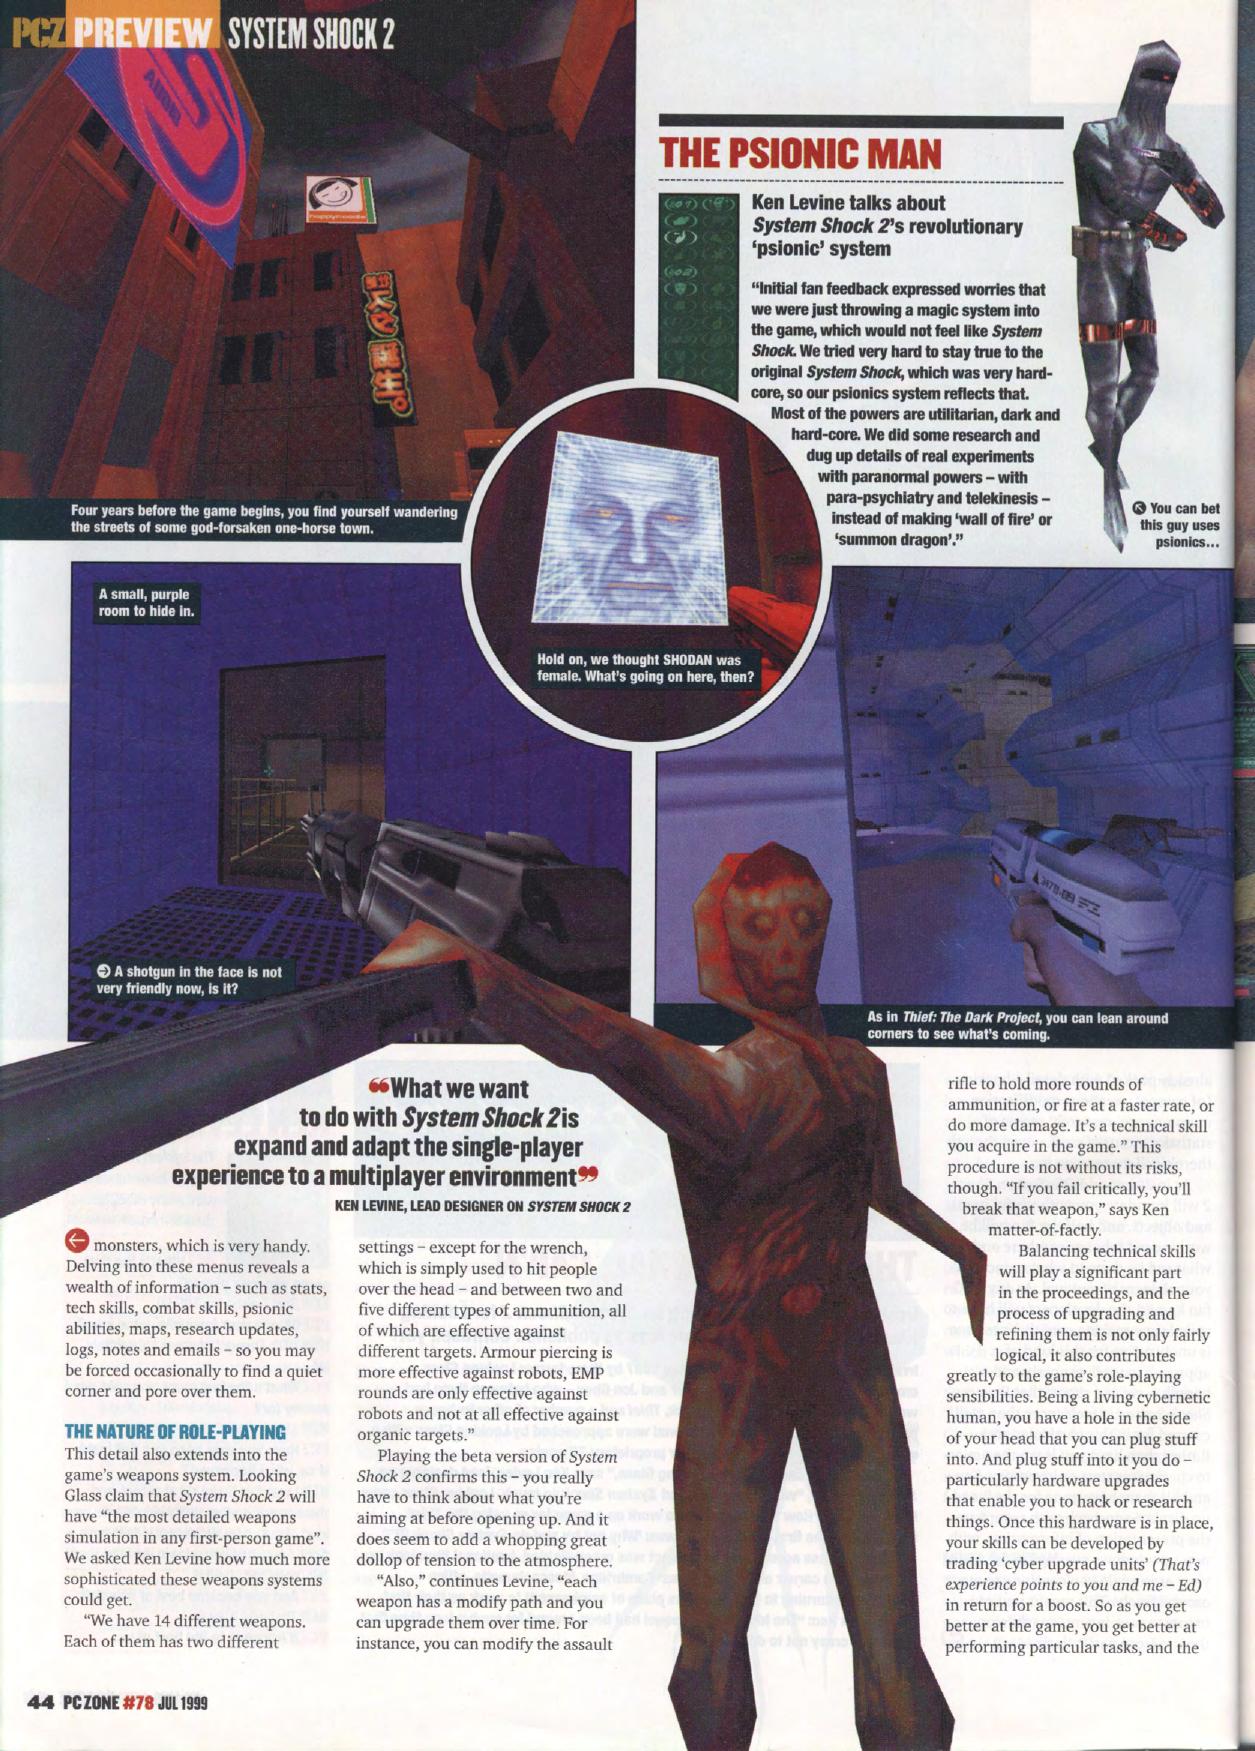 PCZ PREVIEW SYSTEM SHOCK 2
happynoodle
Four years before the game begins, you find yourself wandering
the streets of some god-forsaken one-horse town.
THE PSIONIC MAN
Ken Levine talks about
System Shock 2's revolutionary
'psionic' system
“Initial fan feedback expressed worries that
we were just throwing a magic system into
the game, which would not feel like System
Shock. We tried very hard to stay true to the
original System Shock, which was very hard-
core, so our psionics system reflects that.
Most of the powers are utilitarian, dark and
hard-core. We did some research and
dug up details of real experiments
with paranormal powers – with
para-psychiatry and telekinesis –
instead of making ‘wall of fire’ or
‘summon dragon’.”
You can bet
this guy uses
psionics...
A small, purple
room to hide in.
Hold on, we thought SHODAN was
female. What's going on here, then?
A shotgun in the face is not
very friendly now, is it?
As in Thief: The Dark Project, you can lean around
corners to see what's coming.
“What we want
to do with System Shock 2 is
expand and adapt the single-player
experience to a multiplayer environment”
KEN LEVINE, LEAD DESIGNER ON SYSTEM SHOCK 2
monsters, which is very handy.
Delving into these menus reveals a
wealth of information – such as stats,
tech skills, combat skills, psionic
abilities, maps, research updates,
logs, notes and emails – so you may
be forced occasionally to find a quiet
corner and pore over them.
THE NATURE OF ROLE-PLAYING
This detail also extends into the
game's weapons system. Looking
Glass claim that System Shock 2 will
have “the most detailed weapons
simulation in any first-person game”.
We asked Ken Levine how much more
sophisticated these weapons systems
could get.
“We have 14 different weapons.
Each of them has two different
settings – except for the wrench,
which is simply used to hit people
over the head – and between two and
five different types of ammunition, all
of which are effective against
different targets. Armour piercing is
more effective against robots, EMP
rounds are only effective against
robots and not at all effective against
organic targets.”
Playing the beta version of System
Shock 2 confirms this – you really
have to think about what you're
aiming at before opening up. And it
does seem to add a whopping great
dollop of tension to the atmosphere.
“Also,” continues Levine, “each
weapon has a modify path and you
can upgrade them over time. For
instance, you can modify the assault
rifle to hold more rounds of
ammunition, or fire at a faster rate, or
do more damage. It's a technical skill
you acquire in the game.” This
procedure is not without its risks,
though. “If you fail critically, you'll
break that weapon,” says Ken
matter-of-factly.
Balancing technical skills
will play a significant part
in the proceedings, and the
process of upgrading and
refining them is not only fairly
logical, it also contributes
greatly to the game's role-playing
sensibilities. Being a living cybernetic
human, you have a hole in the side
of your head that you can plug stuff
into. And plug stuff into it you do –
particularly hardware upgrades
that enable you to hack or research
things. Once this hardware is in place,
your skills can be developed by
trading ‘cyber upgrade units’ (That's
experience points to you and me – Ed)
in return for a boost. So as you get
better at the game, you get better at
performing particular tasks, and the
44 PC ZONE #78 JUL 1999